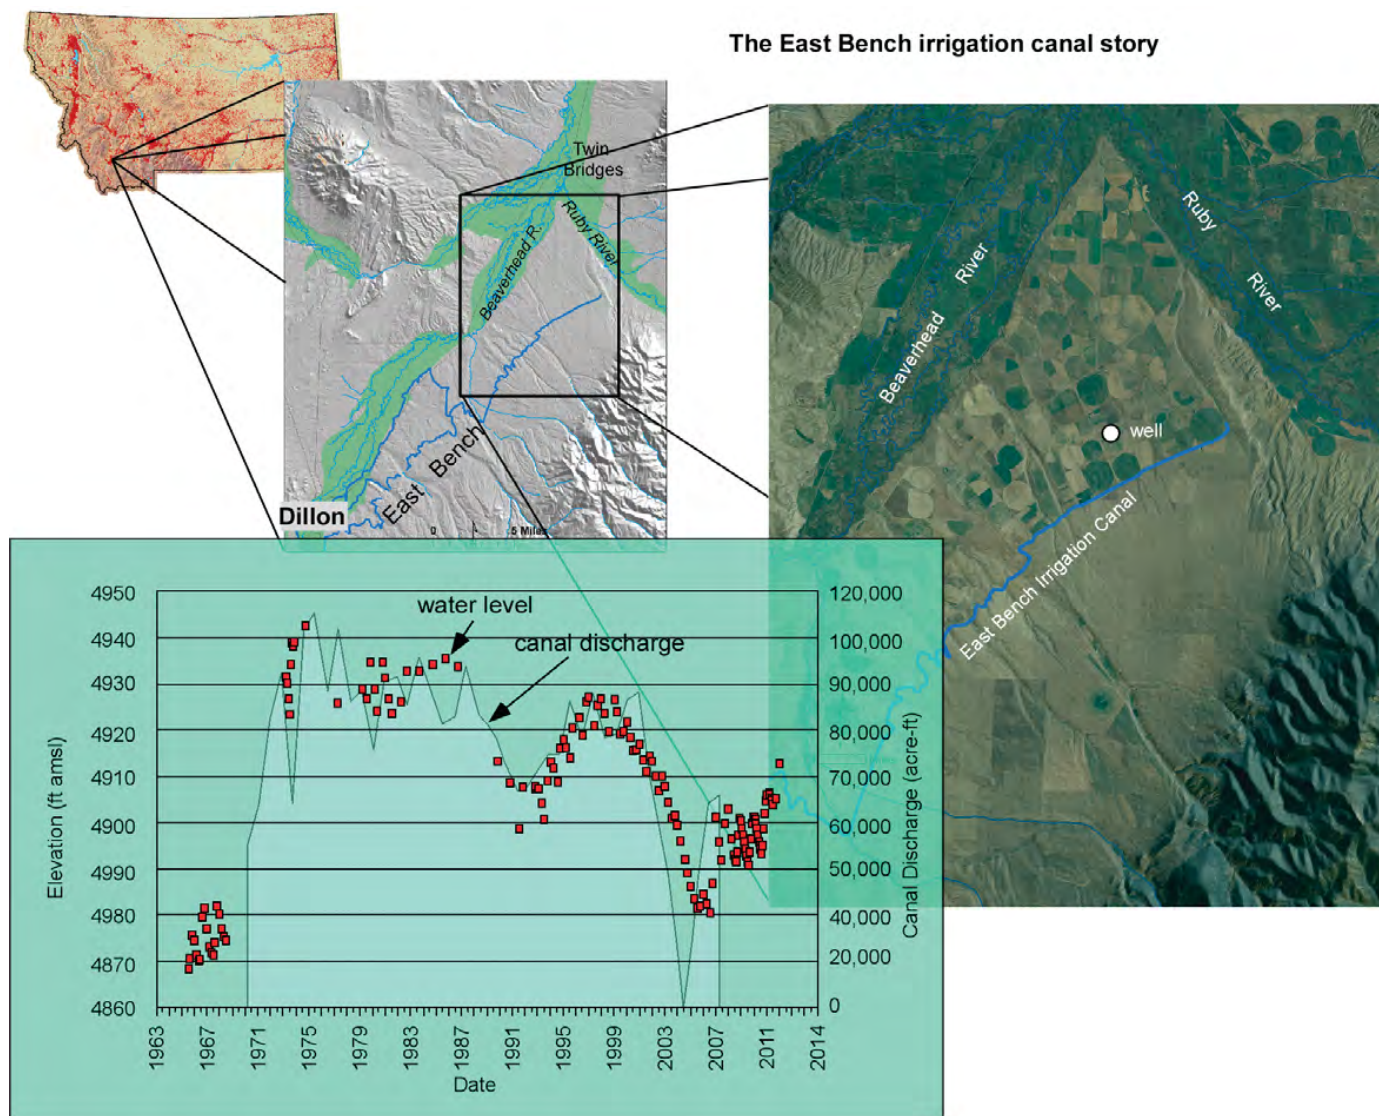 The East Bench irrigation canal story
Twin
Bridges
Ruby River
Beaverhead R.
East Bench
Dillon
0 5 Miles
Ruby
River
Beaverhead
River
well
East Bench Irrigation Canal
water level
canal discharge
Elevation (ft amsl)
4950
4940
4930
4920
4910
4900
4990
4980
4870
4860
120,000
100,000
90,000
80,000
70,000
60,000
50,000
40,000
20,000
0
Canal Discharge (acre-ft)
1963
1967
1971
1975
1979
1983
1987
1991
1995
1999
2003
2007
2011
2014
Date